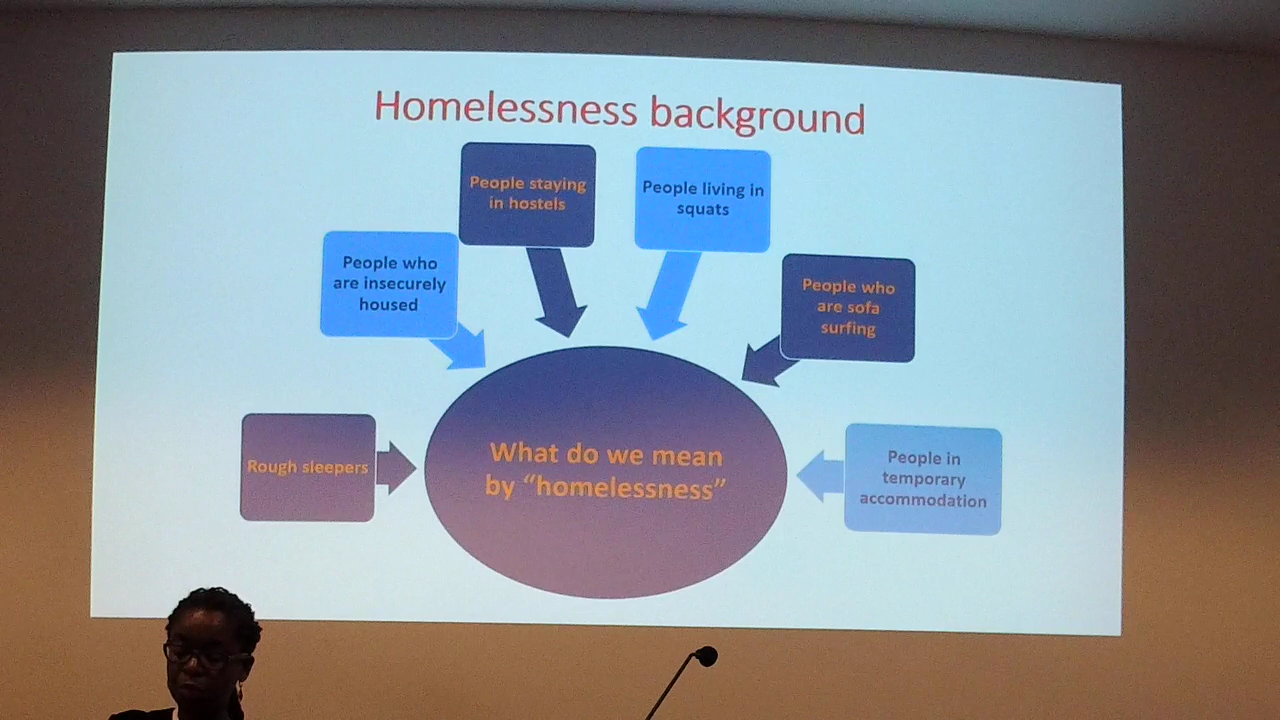 Homelessness background
People staying
in hostels
People living in
squats
People who
are insecurely
housed
People who
are sofa
surfing
Rough sleepers
What do we mean
by “homelessness”
People in
temporary
accommodation